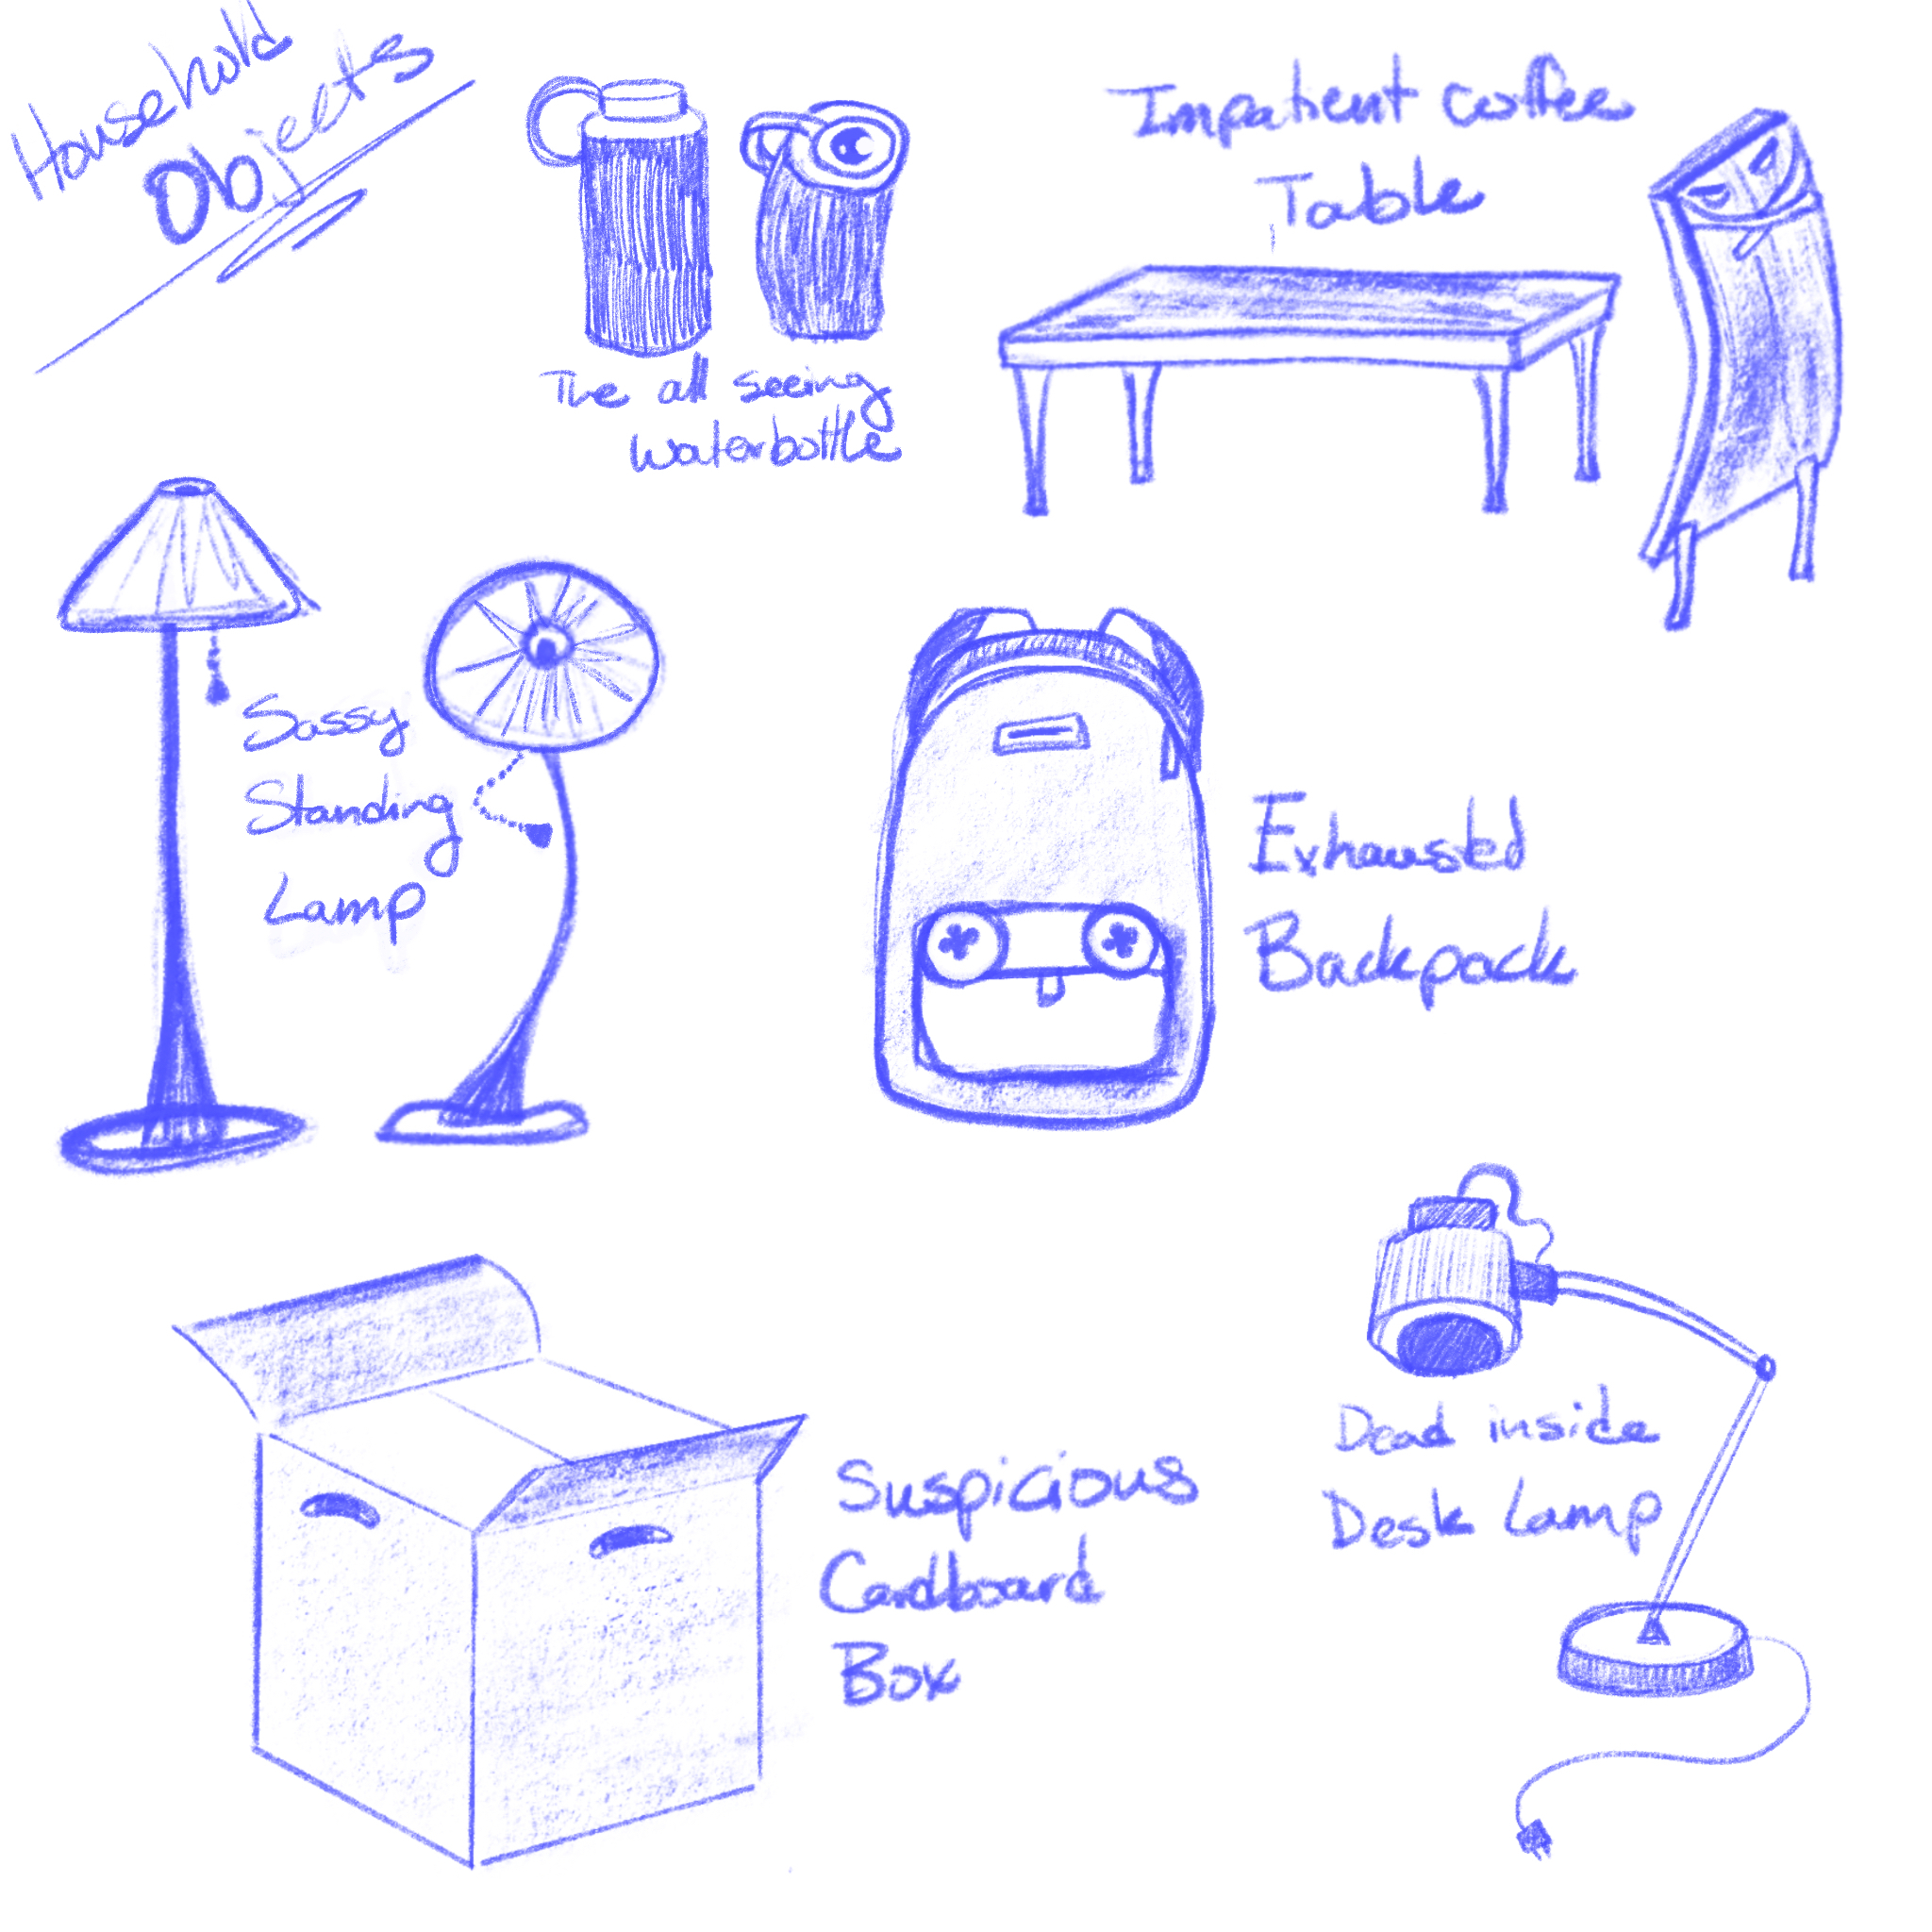 Household
Objects
The all seeing
waterbottle
Impatient coffee
Table
Sassy
Standing
Lamp
Exhausted
Backpack
Suspicious
Cardboard
Box
Dead inside
Desk Lamp